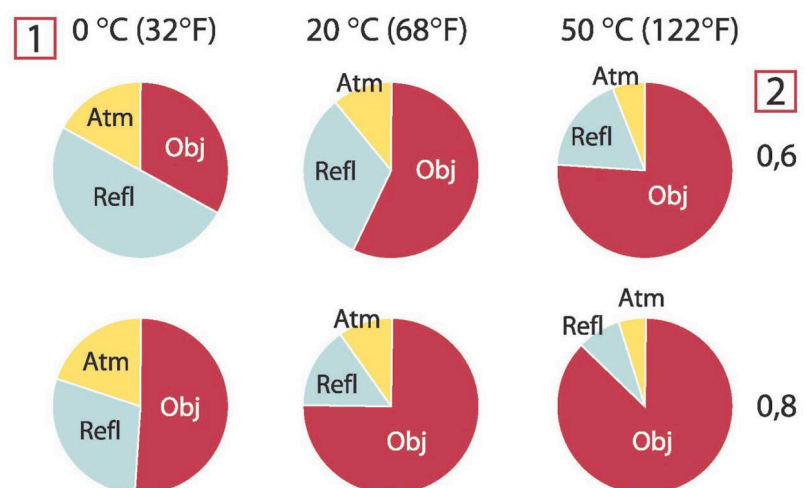 1 0 °C (32°F) 20 °C (68°F) 50 °C (122°F)
2
Atm Obj Refl
Atm Refl Obj
Atm Refl Obj
0,6
Atm Obj Refl
Atm Refl Obj
Atm Refl Obj
0,8